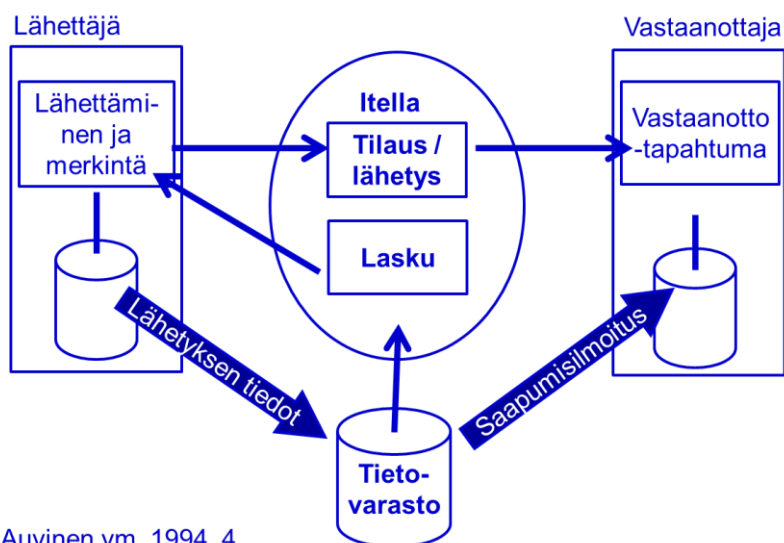 Lähettäjä
Vastaanottaja
Lähettämi-
nen ja
merkintä
Itella
Tilaus /
lähetys
Lasku
Vastaanotto
-tapahtuma
Lähetyksen tiedot
Saapumisilmoitus
Tieto-
varasto
Auvinen ym. 1994, 4